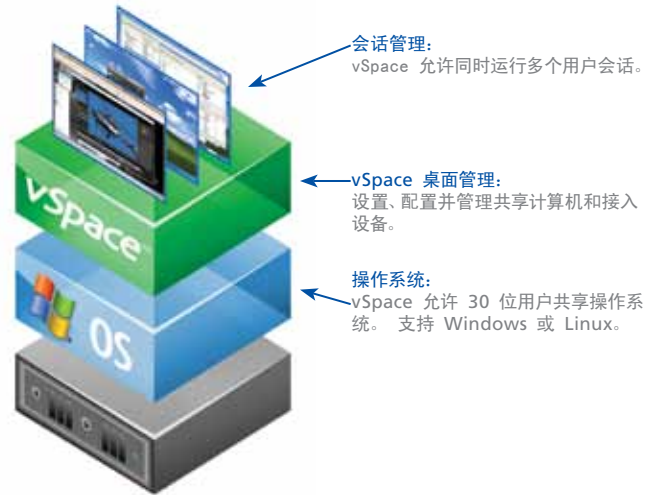 会话管理：
vSpace 允许同时运行多个用户会话。
vSpace 桌面管理：
设置、配置并管理共享计算机和接入
设备。
操作系统：
vSpace 允许 30 位用户共享操作系
统。 支持 Windows 或 Linux。
vSpace
OS